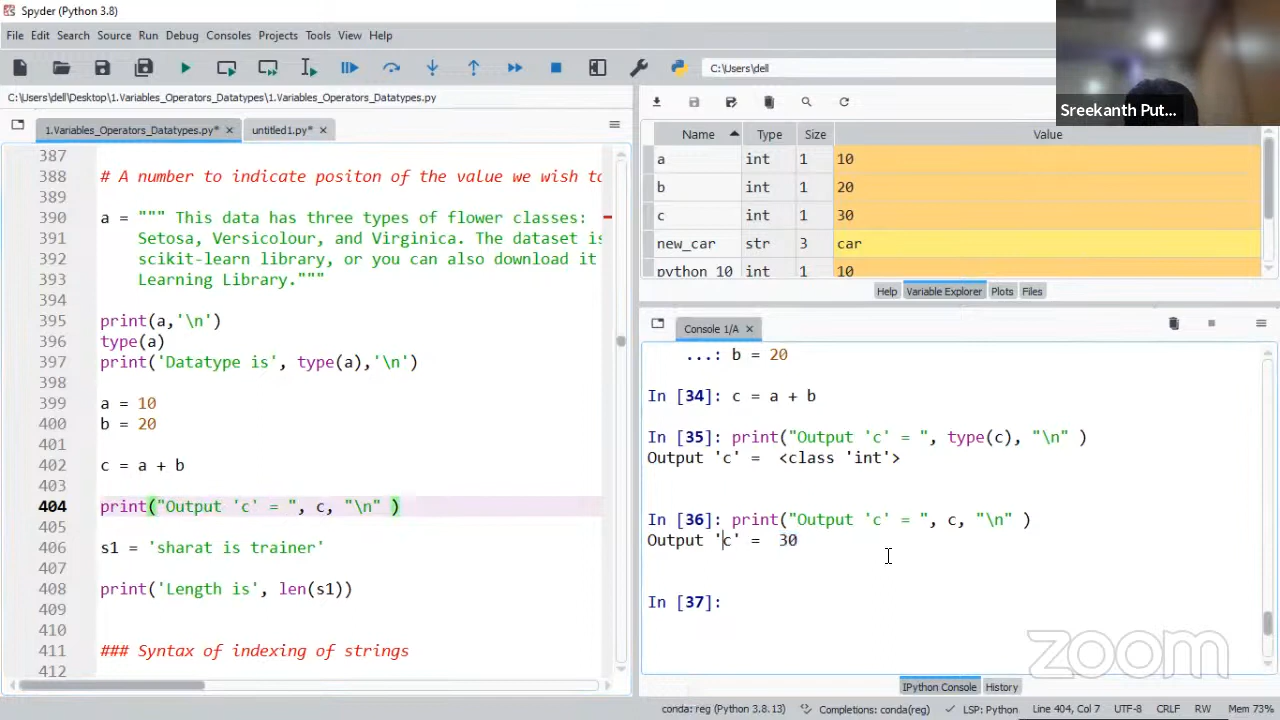 Spyder (Python 3.8)
File Edit Search Source Run Debug Consoles Projects Tools View Help
C:\Users\dell
C:\Users\dell\Desktop\1.Variables_Operators_Datatypes\1.Variables_Operators_Datatypes.py
1.Variables_Operators_Datatypes.py* untitled1.py*
387
388 # A number to indicate positon of the value we wish to
389
390 a = """ This data has three types of flower classes:
391 Setosa, Versicolour, and Virginica. The dataset is
392 scikit-learn library, or you can also download it
393 Learning Library."""
394
395 print(a,'\n')
396 type(a)
397 print('Datatype is', type(a),'\n')
398
399 a = 10
400 b = 20
401
402 c = a + b
403
404 print("Output 'c' = ", c, "\n" )
405
406 s1 = 'sharat is trainer'
407
408 print('Length is', len(s1))
409
410
411 ### Syntax of indexing of strings
412
Sreekanth Put...
Name Type Size Value
a int 1 10
b int 1 20
c int 1 30
new_car str 3 car
python_10 int 1 10
Help Variable Explorer Plots Files
Console 1/A
...: b = 20
In [34]: c = a + b
In [35]: print("Output 'c' = ", type(c), "\n" )
Output 'c' =  <class 'int'>
In [36]: print("Output 'c' = ", c, "\n" )
Output 'c' =  30
In [37]:
zoom
IPython Console History
conda: reg (Python 3.8.13) Completions: conda(reg) LSP: Python Line 404, Col 7 UTF-8 CRLF RW Mem 73%